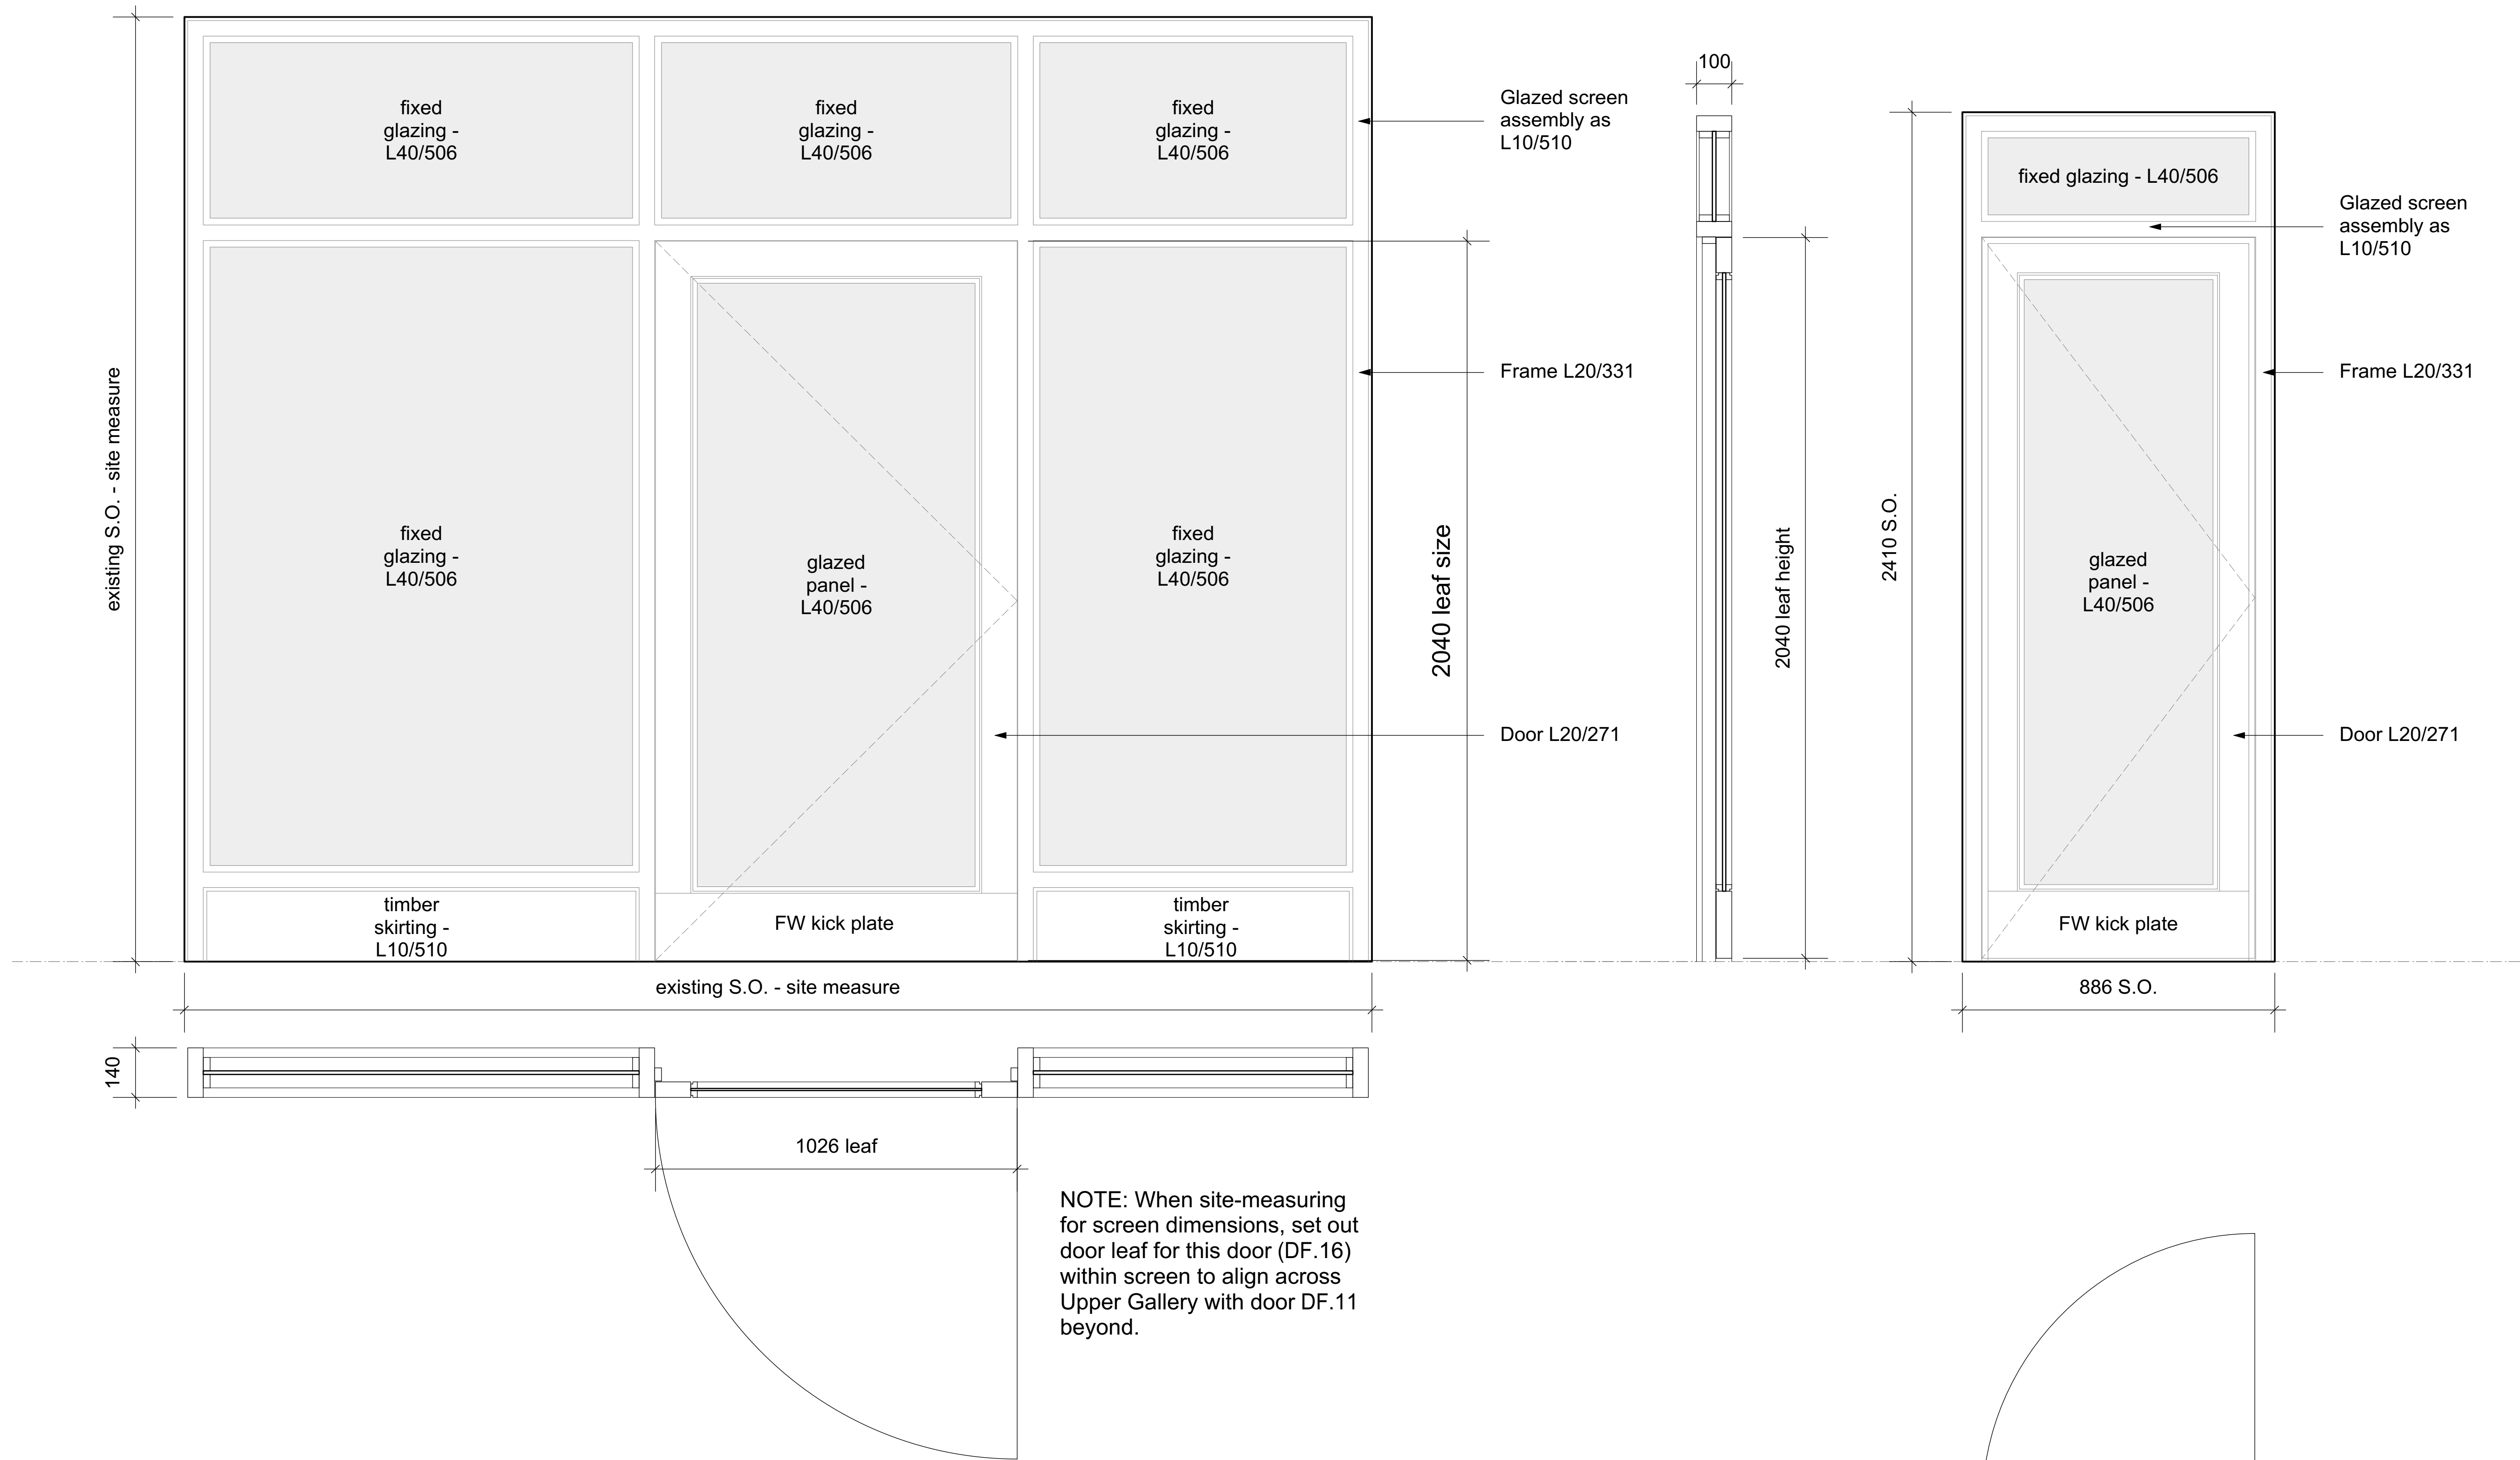 fixed
glazing -
L40/506
fixed
glazing -
L40/506
fixed
glazing -
L40/506
Glazed screen
assembly as
L10/510
existing S.O. - site measure
fixed
glazing -
L40/506
glazed
panel -
L40/506
fixed
glazing -
L40/506
Frame L20/331
2040 leaf size
Door L20/271
timber
skirting -
L10/510
FW kick plate
timber
skirting -
L10/510
existing S.O. - site measure
140
1026 leaf
NOTE: When site-measuring
for screen dimensions, set out
door leaf for this door (DF.16)
within screen to align across
Upper Gallery with door DF.11
beyond.
100
2040 leaf height
2410 S.O.
fixed glazing - L40/506
Glazed screen
assembly as
L10/510
Frame L20/331
glazed
panel -
L40/506
Door L20/271
FW kick plate
886 S.O.